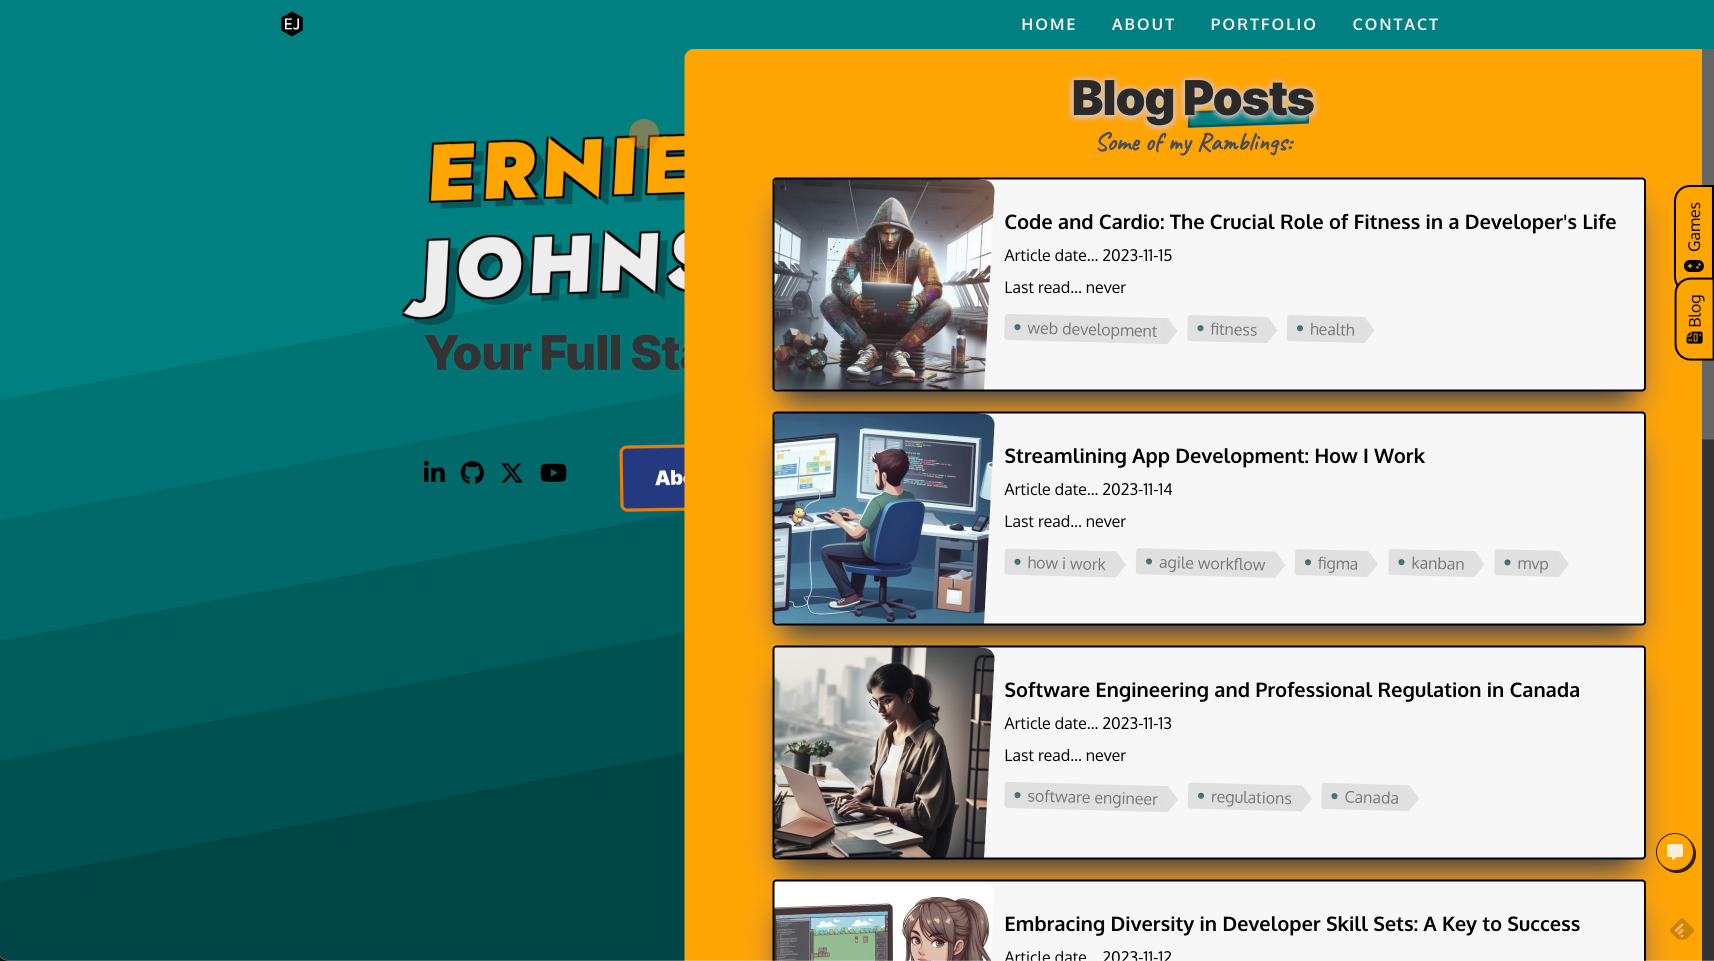 EJ
HOME ABOUT PORTFOLIO CONTACT
ERNIE
JOHNS
Your Full Sta
Blog Posts
Some of my Ramblings:
Code and Cardio: The Crucial Role of Fitness in a Developer's Life
Article date... 2023-11-15
Last read... never
web development fitness health
Streamlining App Development: How I Work
Article date... 2023-11-14
Last read... never
how i work agile workflow figma kanban mvp
Software Engineering and Professional Regulation in Canada
Article date... 2023-11-13
Last read... never
software engineer regulations Canada
Embracing Diversity in Developer Skill Sets: A Key to Success
Article date... 2023-11-12
in X
Abo
Games
Blog